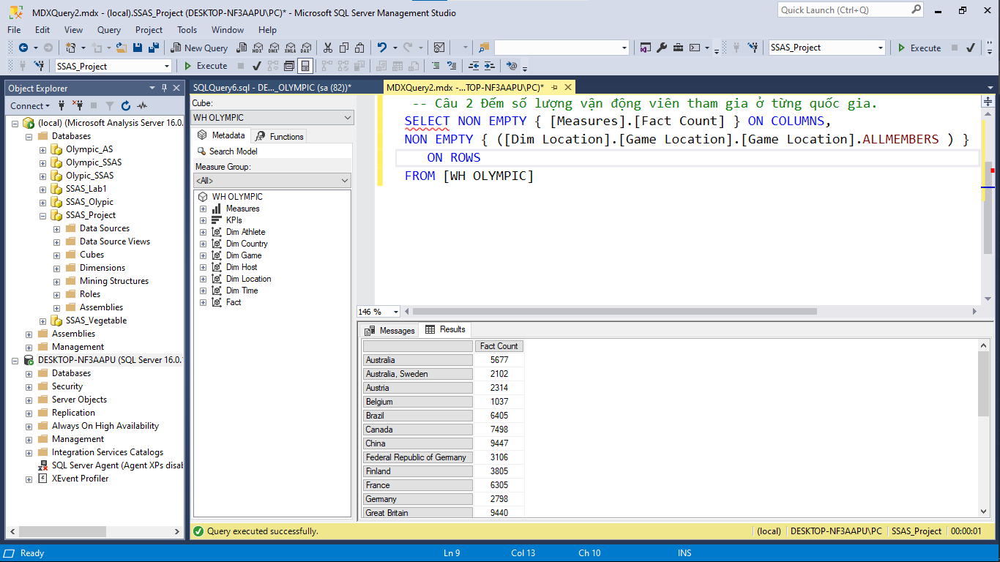 MDXQuery2.mdx - (local).SSAS_Project (DESKTOP-NF3AAPU\PC)* - Microsoft SQL Server Management Studio
Quick Launch (Ctrl+Q)
File Edit View Query Project Tools Window Help
New Query
MDX DMX XMLA DAX
SSAS_Project
Execute
SSAS_Project
Execute
Object Explorer
Connect
(local) (Microsoft Analysis Server 16.0.
Databases
Olympic_AS
Olympic_SSAS
Olypic_SSAS
SSAS_Lab1
SSAS_Olypic
SSAS_Project
Data Sources
Data Source Views
Cubes
Dimensions
Mining Structures
Roles
Assemblies
SSAS_Vegetable
Assemblies
Management
DESKTOP-NF3AAPU (SQL Server 16.0.
Databases
Security
Server Objects
Replication
Always On High Availability
Management
Integration Services Catalogs
SQL Server Agent (Agent XPs disab
XEvent Profiler
SQLQuery6.sql - DE..._OLYMPIC (sa (82))*
MDXQuery2.mdx -...TOP-NF3AAPU\PC)*
Cube:
WH OLYMPIC
Metadata
Functions
Search Model
Measure Group:
<All>
WH OLYMPIC
Measures
KPIs
Dim Athlete
Dim Country
Dim Game
Dim Host
Dim Location
Dim Time
Fact
-- Câu 2 Đếm số lượng vận động viên tham gia ở từng quốc gia.
SELECT NON EMPTY { [Measures].[Fact Count] } ON COLUMNS,
NON EMPTY { ([Dim Location].[Game Location].[Game Location].ALLMEMBERS ) }
ON ROWS
FROM [WH OLYMPIC]
146 %
Messages
Results
Fact Count
Australia 5677
Australia, Sweden 2102
Austria 2314
Belgium 1037
Brazil 6405
Canada 7498
China 9447
Federal Republic of Germany 3106
Finland 3805
France 6305
Germany 2798
Great Britain 9440
Query executed successfully.
(local) DESKTOP-NF3AAPU\PC SSAS_Project 00:00:01
Ready
Ln 9 Col 13 Ch 10 INS